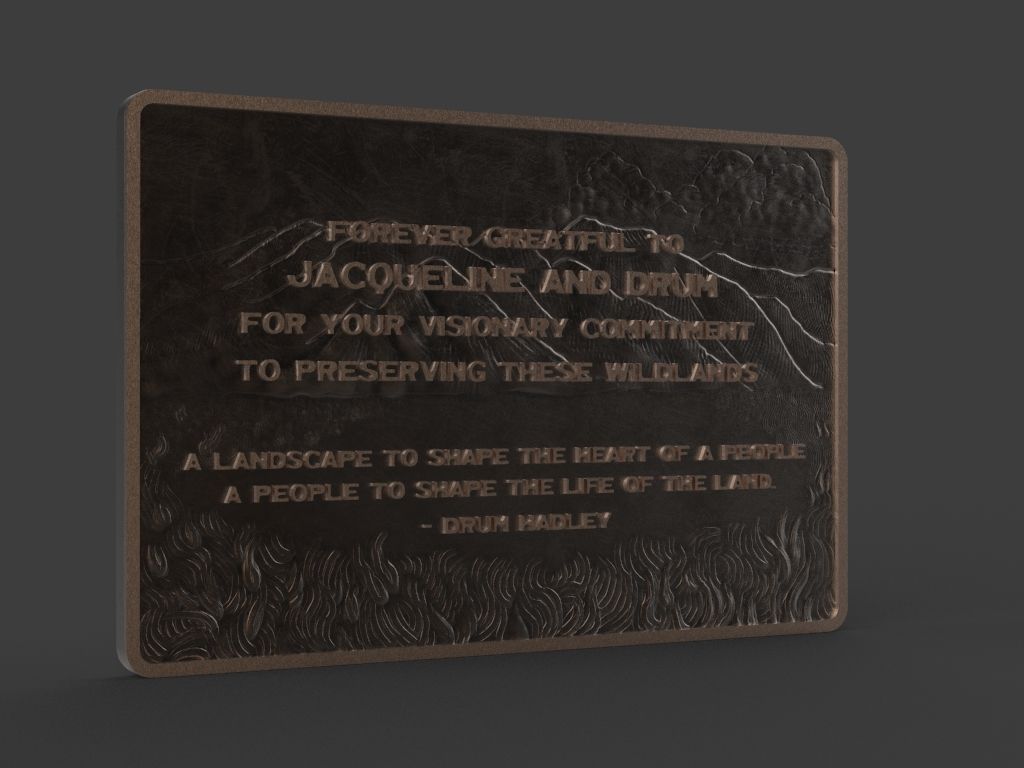 FOREVER GREATFUL TO
JACQUELINE AND DRUM
FOR YOUR VISIONARY COMMITMENT
TO PRESERVING THESE WILDLANDS
A LANDSCAPE TO SHAPE THE HEART OF A PEOPLE
A PEOPLE TO SHAPE THE LIFE OF THE LAND.
- DRUM HADLEY